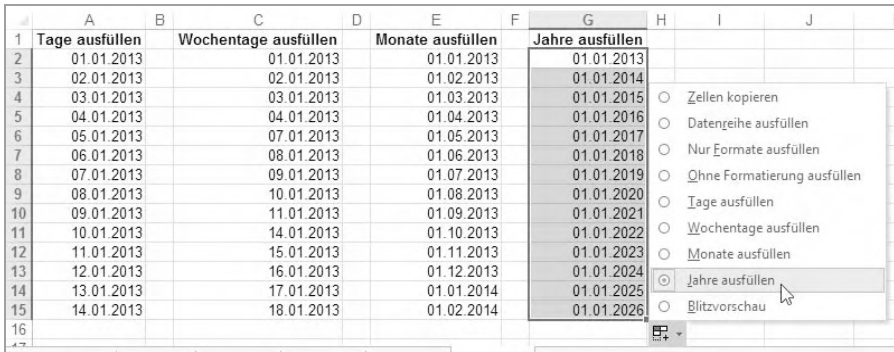 A B C D E F G H I J
1 Tage ausfüllen Wochentage ausfüllen Monate ausfüllen Jahre ausfüllen
2 01.01.2013 01.01.2013 01.01.2013 01.01.2013
3 02.01.2013 02.01.2013 01.02.2013 01.01.2014
4 03.01.2013 03.01.2013 01.03.2013 01.01.2015
5 04.01.2013 04.01.2013 01.04.2013 01.01.2016
6 05.01.2013 07.01.2013 01.05.2013 01.01.2017
7 06.01.2013 08.01.2013 01.06.2013 01.01.2018
8 07.01.2013 09.01.2013 01.07.2013 01.01.2019
9 08.01.2013 10.01.2013 01.08.2013 01.01.2020
10 09.01.2013 11.01.2013 01.09.2013 01.01.2021
11 10.01.2013 14.01.2013 01.10.2013 01.01.2022
12 11.01.2013 15.01.2013 01.11.2013 01.01.2023
13 12.01.2013 16.01.2013 01.12.2013 01.01.2024
14 13.01.2013 17.01.2013 01.01.2014 01.01.2025
15 14.01.2013 18.01.2013 01.02.2014 01.01.2026
16
Zellen kopieren
Datenreihe ausfüllen
Nur Formate ausfüllen
Ohne Formatierung ausfüllen
Tage ausfüllen
Wochentage ausfüllen
Monate ausfüllen
Jahre ausfüllen
Blitzvorschau